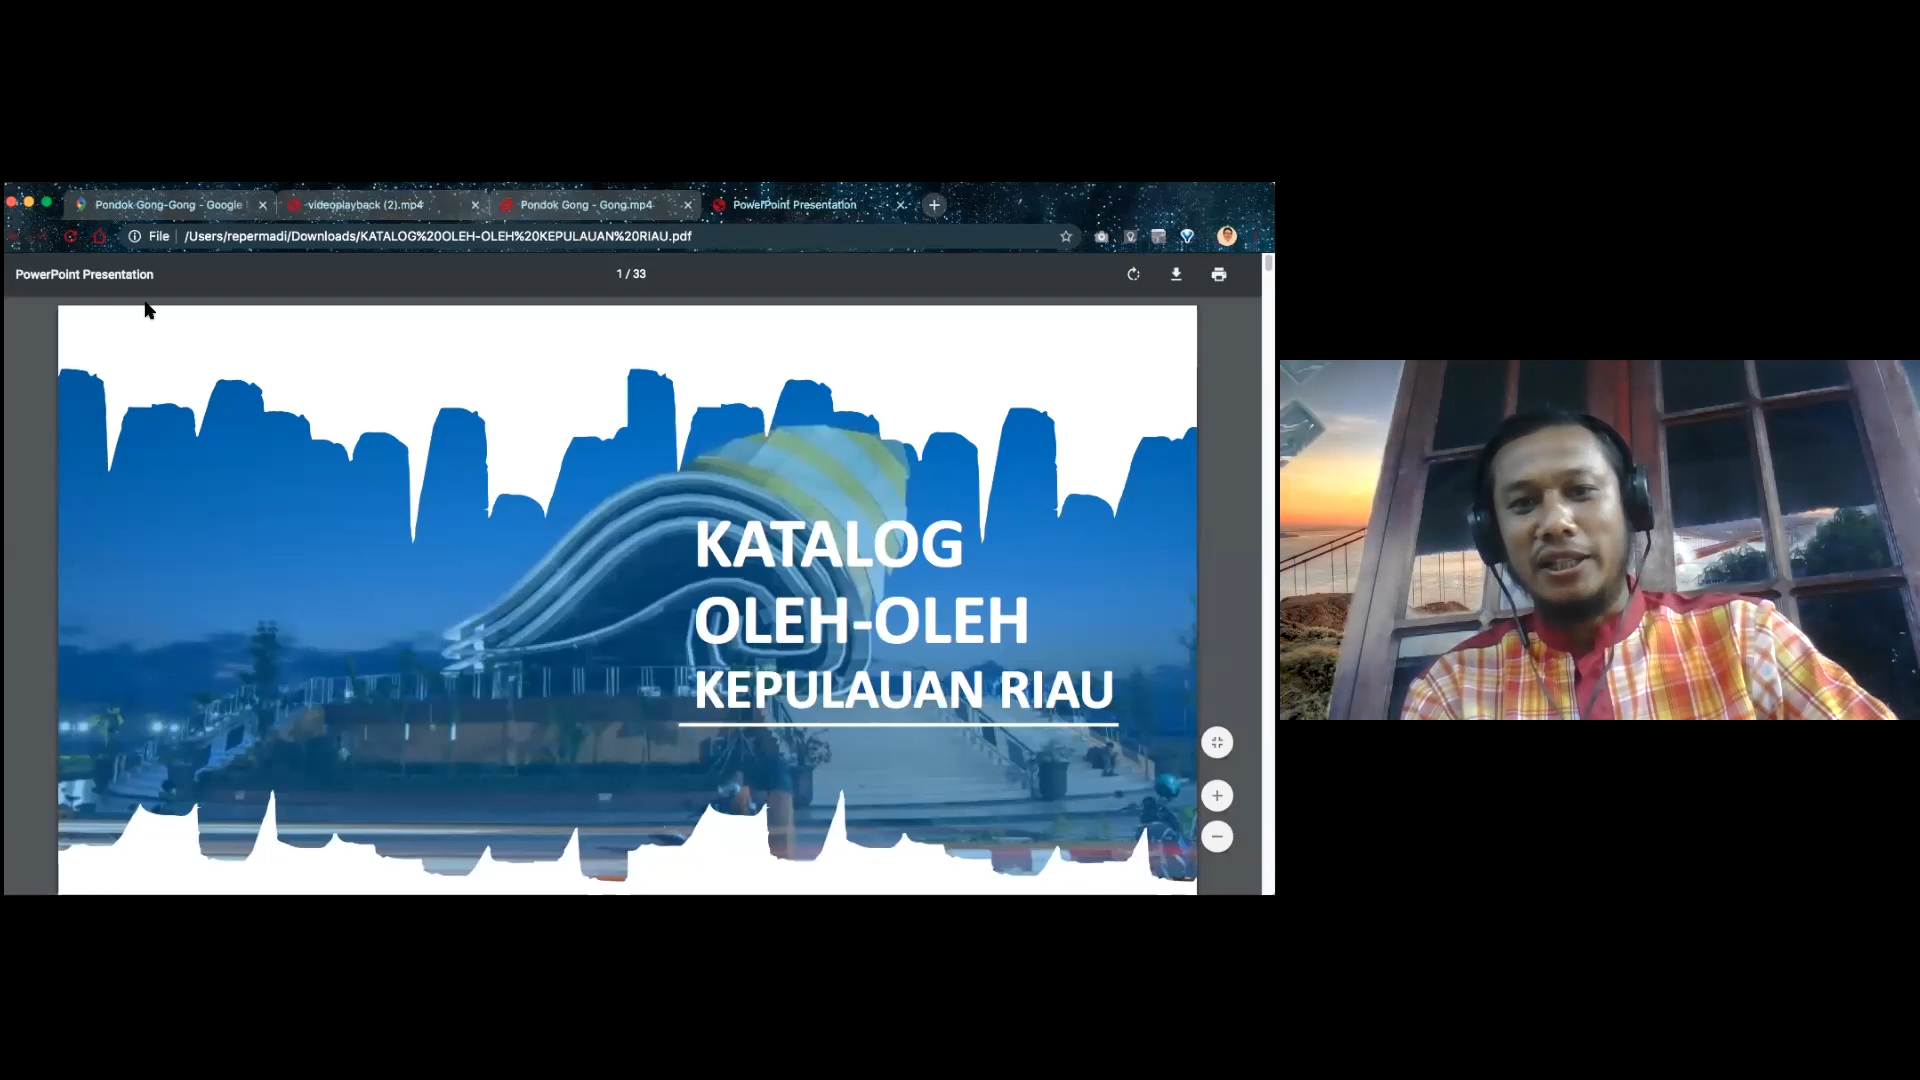 Pondok Gong-Gong - Google
videoplayback (2).mp4
Pondok Gong - Gong.mp4
PowerPoint Presentation
File
/Users/repermadi/Downloads/KATALOG%20OLEH-OLEH%20KEPULAUAN%20RIAU.pdf
PowerPoint Presentation
1 / 33
KATALOG
OLEH-OLEH
KEPULAUAN RIAU